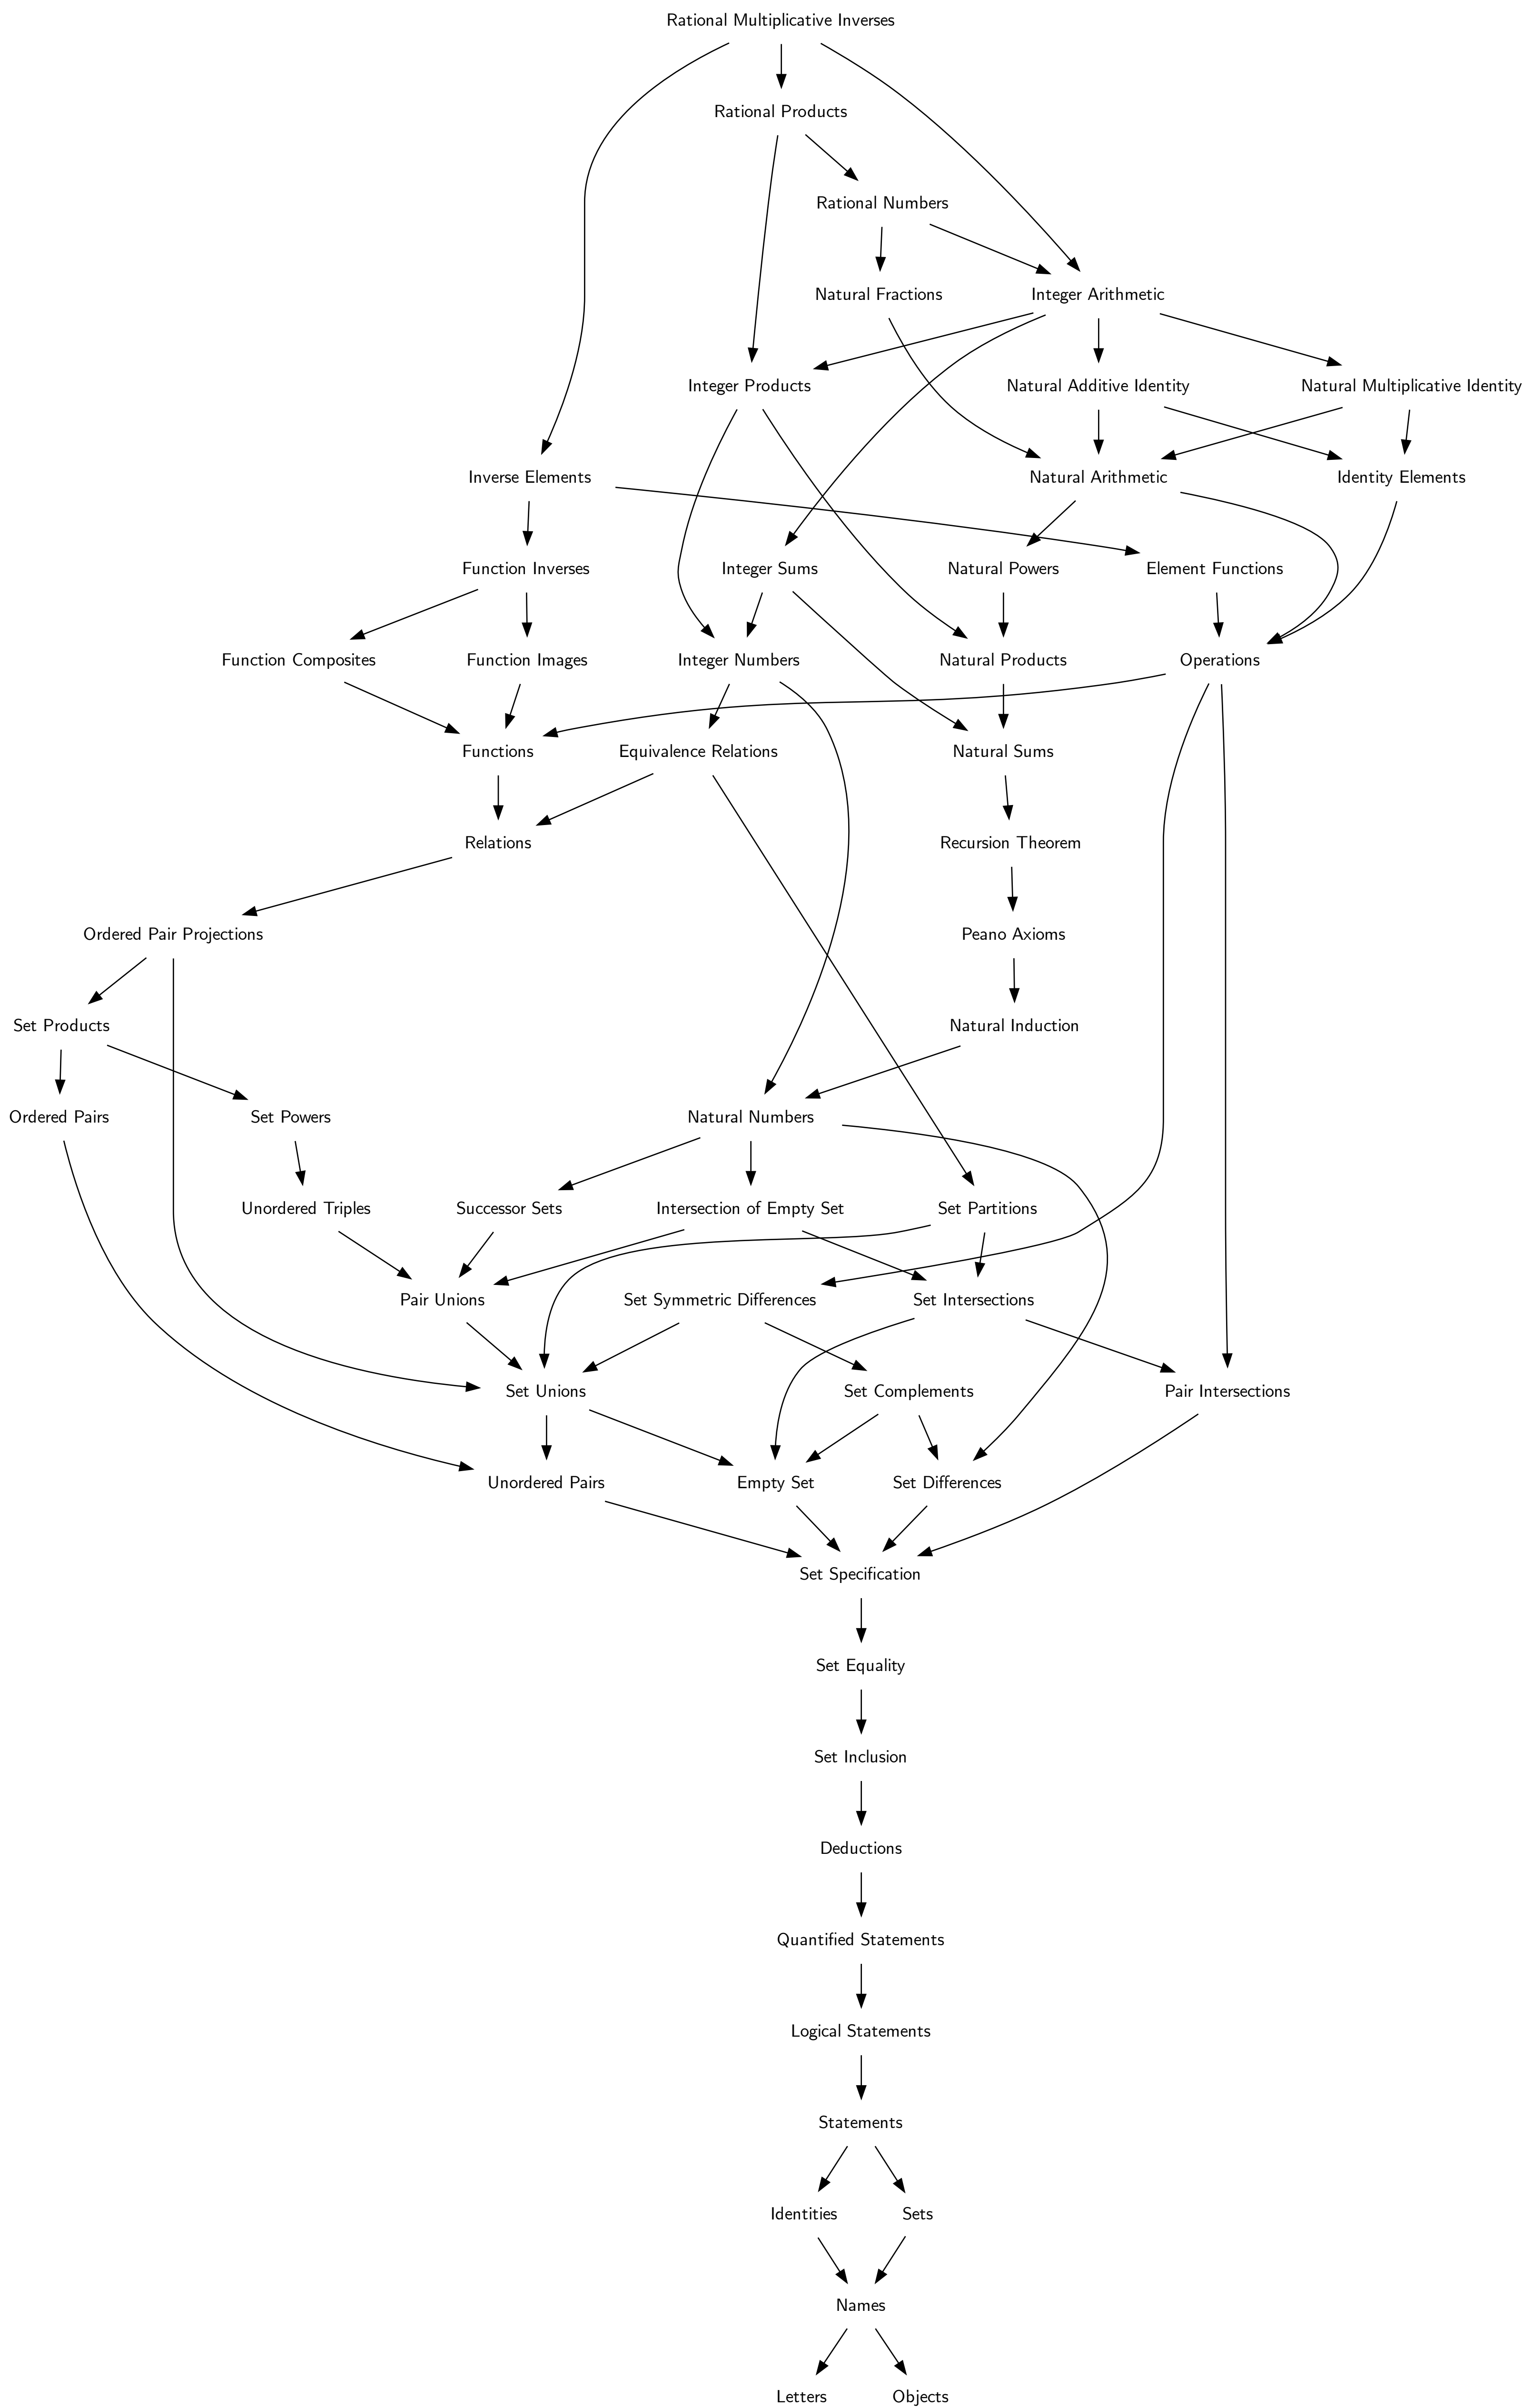 Rational Multiplicative Inverses
Rational Products
Rational Numbers
Natural Fractions
Integer Arithmetic
Integer Products
Natural Additive Identity
Natural Multiplicative Identity
Inverse Elements
Natural Arithmetic
Identity Elements
Function Inverses
Integer Sums
Natural Powers
Element Functions
Function Composites
Function Images
Integer Numbers
Natural Products
Operations
Functions
Equivalence Relations
Natural Sums
Relations
Recursion Theorem
Ordered Pair Projections
Peano Axioms
Set Products
Natural Induction
Ordered Pairs
Set Powers
Natural Numbers
Unordered Triples
Successor Sets
Intersection of Empty Set
Set Partitions
Pair Unions
Set Symmetric Differences
Set Intersections
Set Unions
Set Complements
Pair Intersections
Unordered Pairs
Empty Set
Set Differences
Set Specification
Set Equality
Set Inclusion
Deductions
Quantified Statements
Logical Statements
Statements
Identities
Sets
Names
Letters
Objects